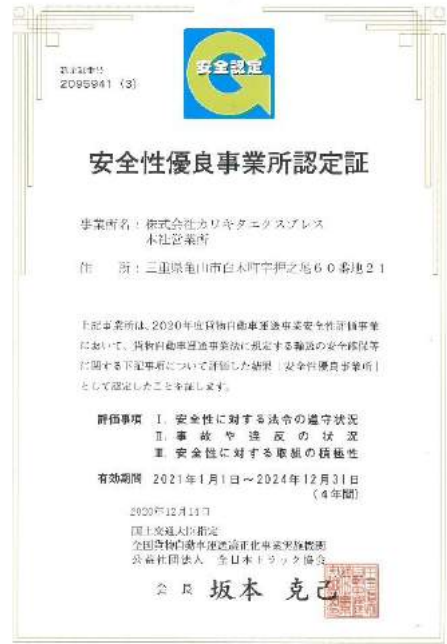 安全認定
認定証番号
2095941 (3)
安全性優良事業所認定証
事業所名：株式会社カワキタエクスプレス
本社営業所
住 所：三重県亀山市白木町字押之尾60番地21
上記事業所は、2020年度貨物自動車運送事業安全性評価事業
において、貨物自動車運送事業法に規定する輸送の安全確保等
に関する下記事項について評価した結果「安全性優良事業所」
として認定したことを証します。
評価事項 Ⅰ. 安全性に対する法令の遵守状況
Ⅱ. 事故や違反の状況
Ⅲ. 安全性に対する取組の積極性
有効期間 2021年1月1日～2024年12月31日
（4年間）
2020年12月14日
国土交通大臣指定
全国貨物自動車運送適正化事業実施機関
公益社団法人 全日本トラック協会
会長 坂本 克己